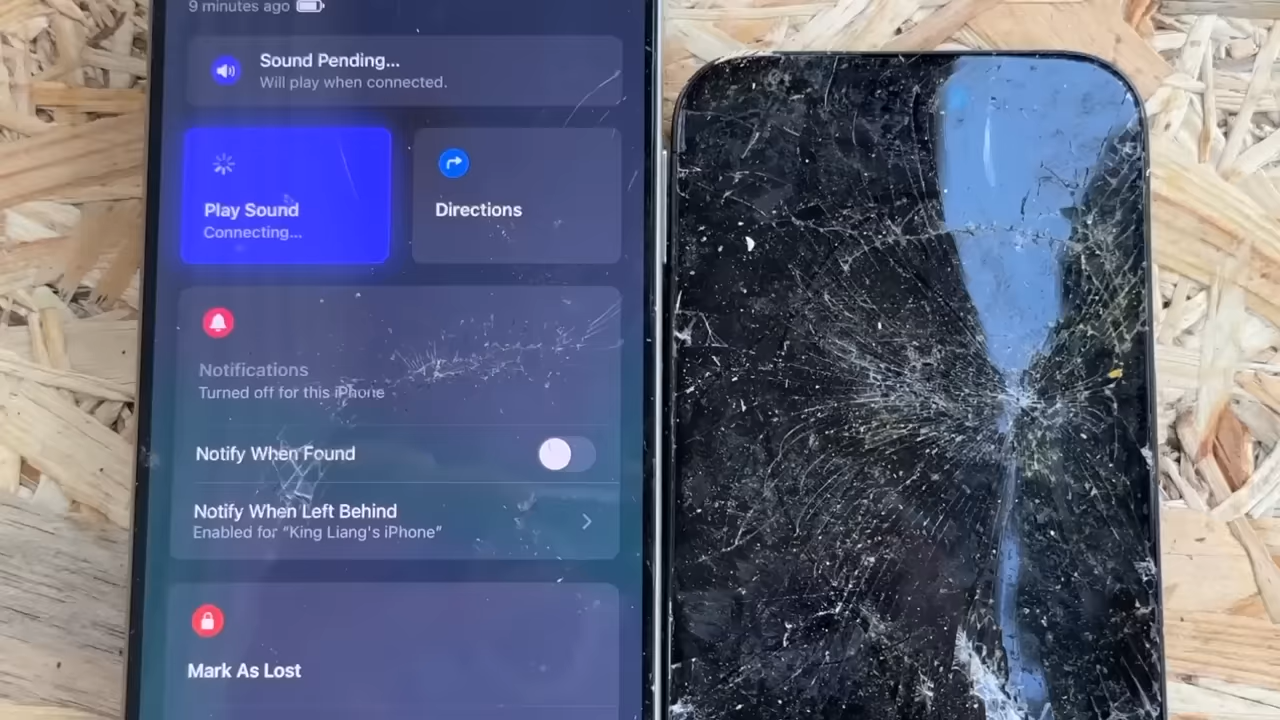 9 minutes ago
Sound Pending...
Will play when connected.
Play Sound
Connecting...
Directions
Notifications
Turned off for this iPhone
Notify When Found
Notify When Left Behind
Enabled for “King Liang's iPhone”
Mark As Lost